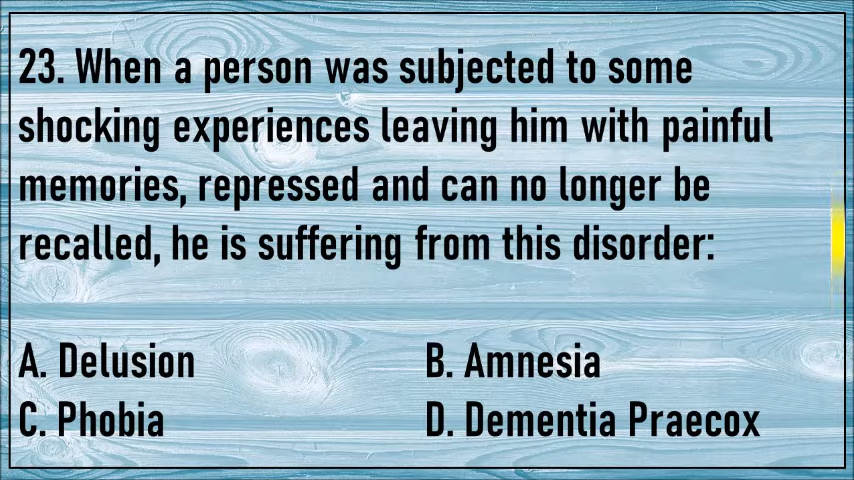 23. When a person was subjected to some
shocking experiences leaving him with painful
memories, repressed and can no longer be
recalled, he is suffering from this disorder:
A. Delusion
B. Amnesia
C. Phobia
D. Dementia Praecox